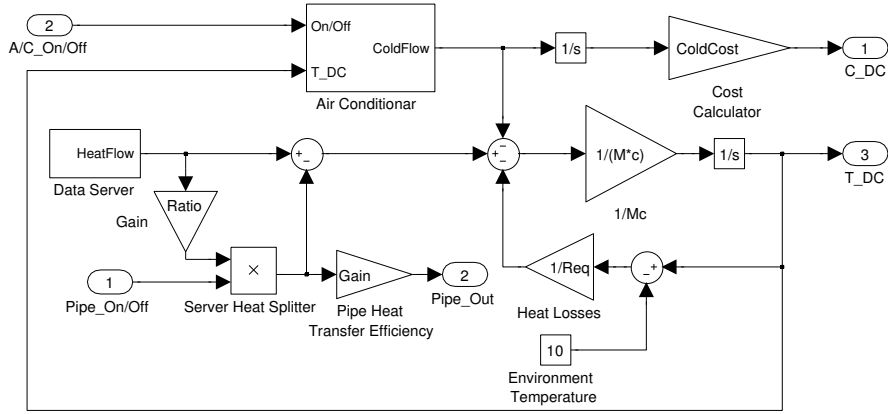 2
A/C_On/Off
On/Off
T_DC
ColdFlow
Air Conditionar
1/s
ColdCost
Cost
Calculator
1
C_DC
HeatFlow
Data Server
+
−
+
−
−
1/(M*c)
1/Mc
1/s
3
T_DC
Ratio
Gain
1
Pipe_On/Off
×
Server Heat Splitter
Gain
Pipe Heat
Transfer Efficiency
2
Pipe_Out
1/Req
Heat Losses
−
+
10
Environment
Temperature